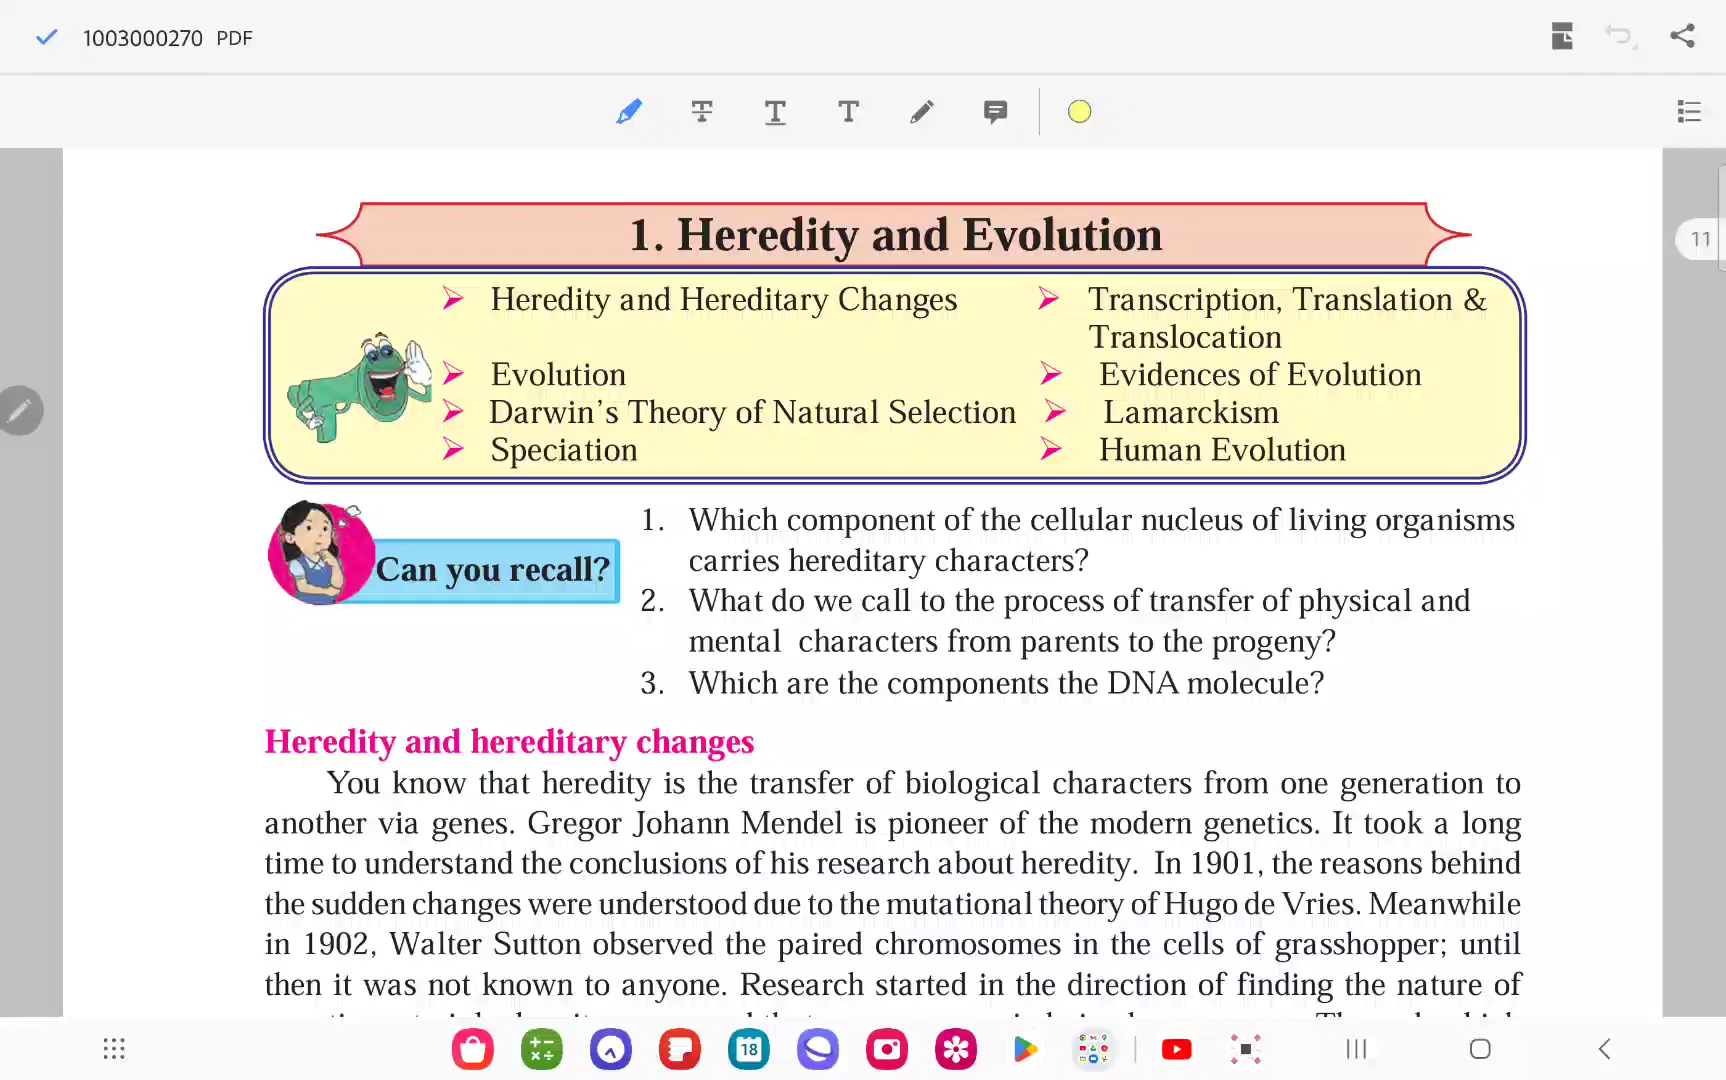 1003000270 PDF
11
1. Heredity and Evolution
Heredity and Hereditary Changes
Transcription, Translation &
Translocation
Evolution
Evidences of Evolution
Darwin's Theory of Natural Selection
Lamarckism
Speciation
Human Evolution
Can you recall?
1. Which component of the cellular nucleus of living organisms
carries hereditary characters?
2. What do we call to the process of transfer of physical and
mental characters from parents to the progeny?
3. Which are the components the DNA molecule?
Heredity and hereditary changes
You know that heredity is the transfer of biological characters from one generation to
another via genes. Gregor Johann Mendel is pioneer of the modern genetics. It took a long
time to understand the conclusions of his research about heredity. In 1901, the reasons behind
the sudden changes were understood due to the mutational theory of Hugo de Vries. Meanwhile
in 1902, Walter Sutton observed the paired chromosomes in the cells of grasshopper; until
then it was not known to anyone. Research started in the direction of finding the nature of
18